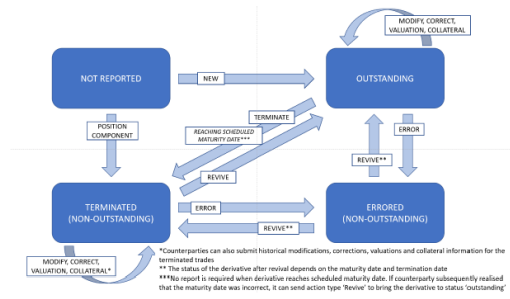 MODIFY, CORRECT,
VALUATION, COLLATERAL
NOT REPORTED
NEW
OUTSTANDING
POSITION
COMPONENT
TERMINATE
REACHING SCHEDULED
MATURITY DATE***
ERROR
REVIVE**
REVIVE
TERMINATED
(NON-OUTSTANDING)
ERROR
REVIVE**
ERRORED
(NON-OUTSTANDING)
MODIFY, CORRECT,
VALUATION, COLLATERAL*
*Counterparties can also submit historical modifications, corrections, valuations and collateral information for the
terminated trades
** The status of the derivative after revival depends on the maturity date and termination date
***No report is required when derivative reaches scheduled maturity date. If counterparty subsequently realised
that the maturity date was incorrect, it can send action type 'Revive' to bring the derivative to status 'outstanding'